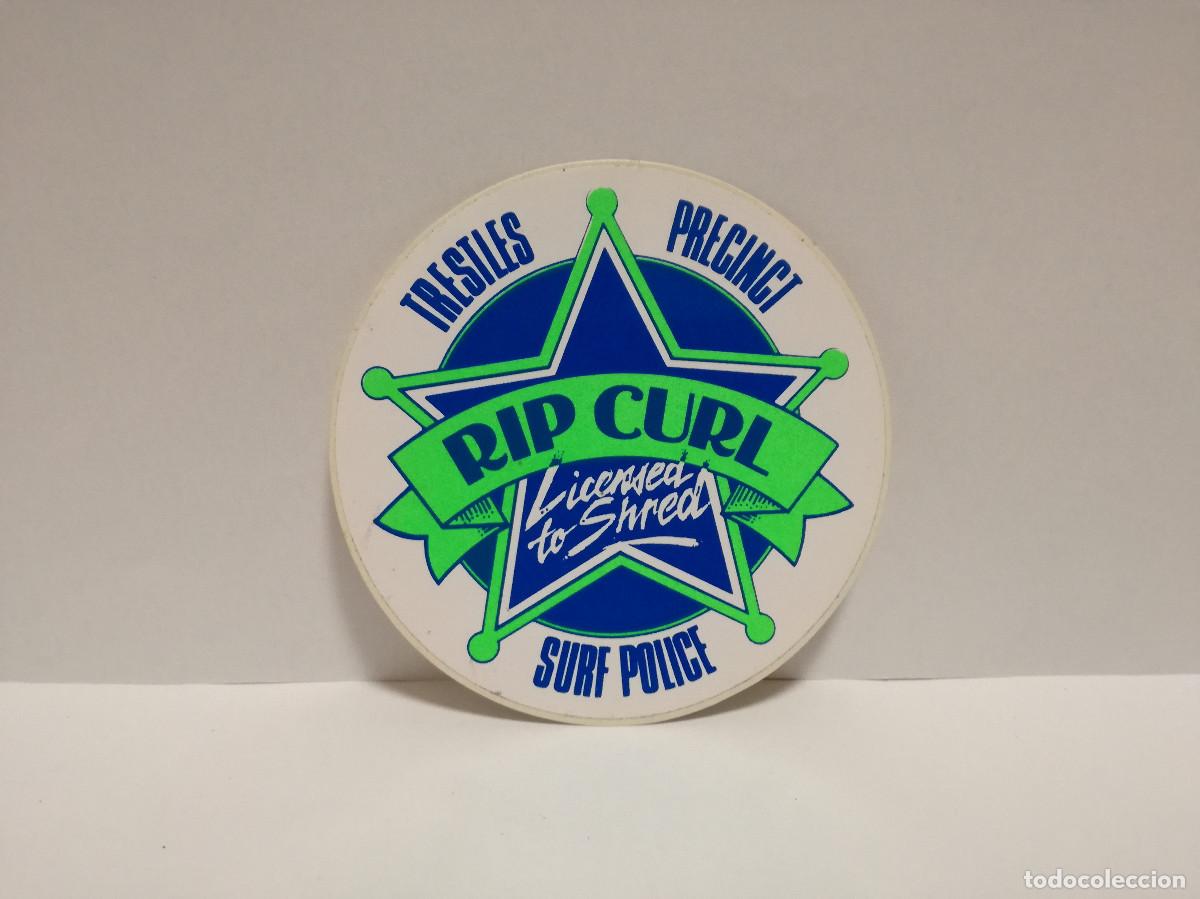 TRESTLES PRECINCT
RIP CURL
Licensed
to Shred
SURF POLICE
todocoleccion